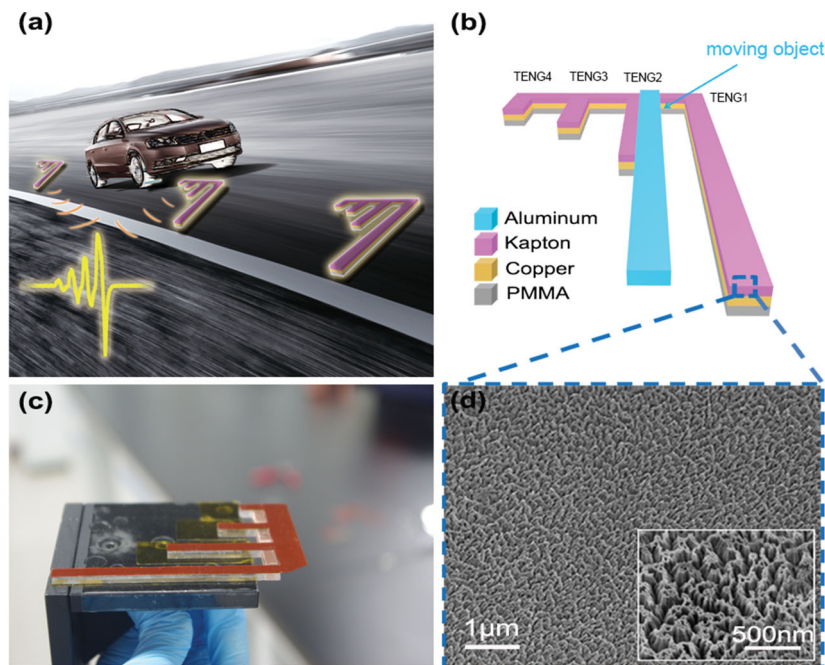 (a)
(b)
moving object
TENG4
TENG3
TENG2
TENG1
Aluminum
Kapton
Copper
PMMA
(c)
(d)
1μm
500nm